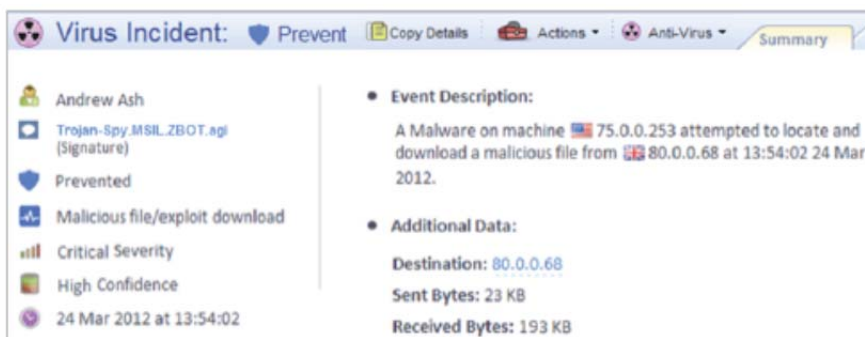 Virus Incident: Prevent Copy Details Actions Anti-Virus Summary
Andrew Ash
Trojan-Spy.MSIL.ZBOT.agl
(Signature)
Prevented
Malicious file/exploit download
Critical Severity
High Confidence
24 Mar 2012 at 13:54:02
Event Description:
A Malware on machine 75.0.0.253 attempted to locate and
download a malicious file from 80.0.0.68 at 13:54:02 24 Mar
2012.
Additional Data:
Destination: 80.0.0.68
Sent Bytes: 23 KB
Received Bytes: 193 KB